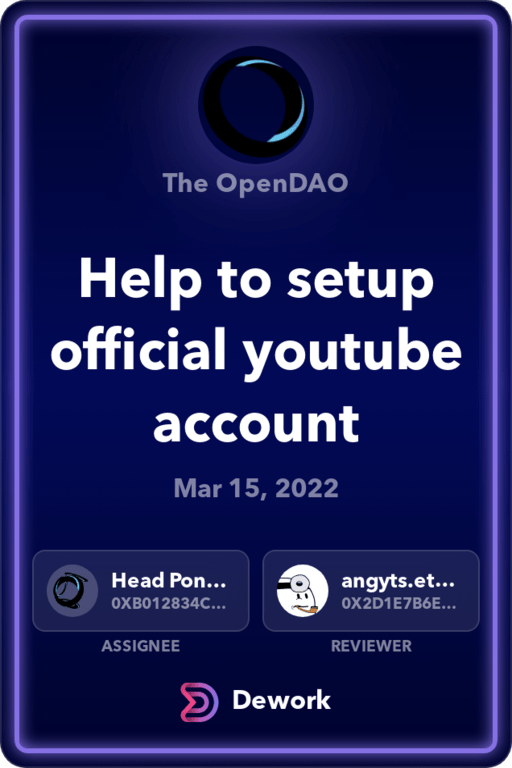 The OpenDAO
Help to setup
official youtube
account
Mar 15, 2022
Head Pon...
0XB012834C...
ASSIGNEE
angyts.et...
0X2D1E7B6E...
REVIEWER
Dework